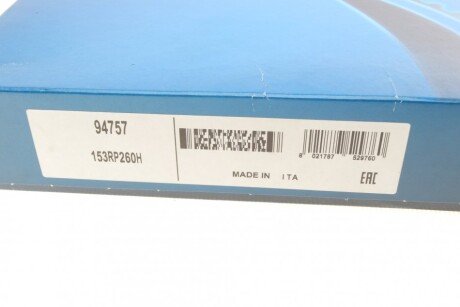 94757
153RP260H
8 021787 529760
MADE IN ITA
EAC